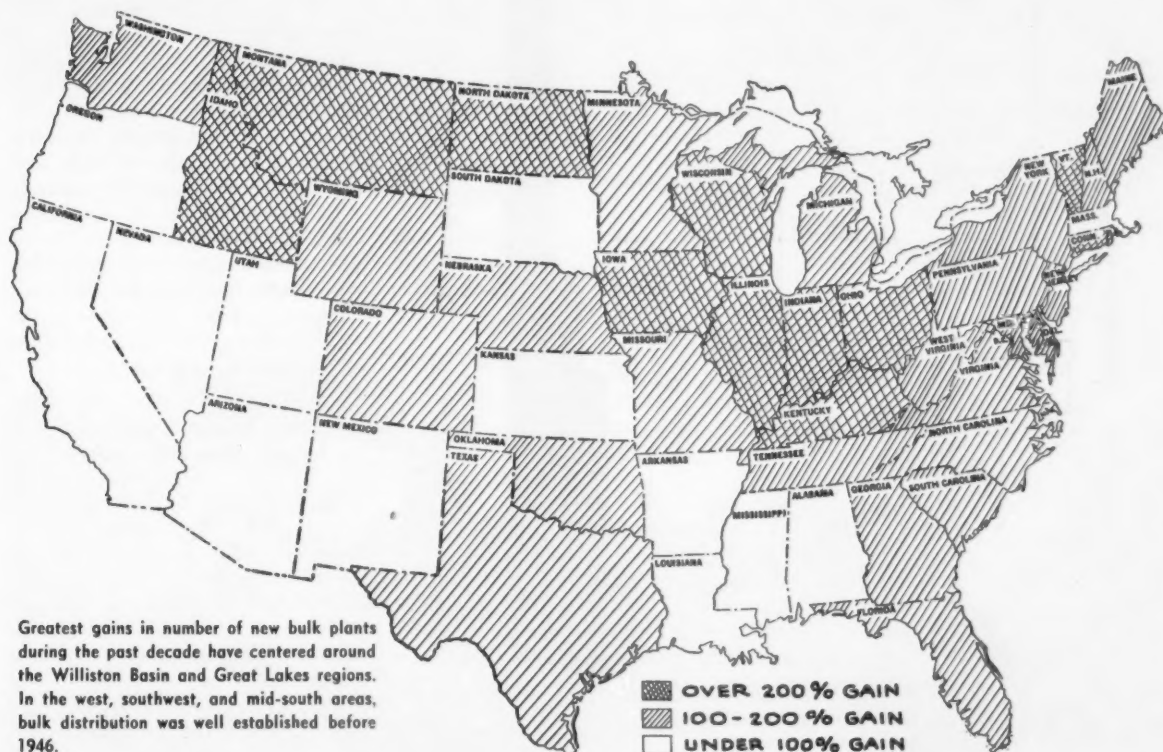 WASHINGTON
MONTANA
NORTH DAKOTA
MINNESOTA
MAINE
OREGON
IDAHO
SOUTH DAKOTA
WISCONSIN
MICHIGAN
NEW
YORK
VT.
N.H.
MASS.
CONN.
WYOMING
CALIFORNIA
NEVADA
UTAH
NEBRASKA
IOWA
ILLINOIS
INDIANA
OHIO
PENNSYLVANIA
NEW
JERSEY
MD.
DEL.
COLORADO
KANSAS
MISSOURI
WEST
VIRGINIA
VIRGINIA
KENTUCKY
ARIZONA
NEW MEXICO
OKLAHOMA
TEXAS
ARKANSAS
TENNESSEE
NORTH CAROLINA
SOUTH CAROLINA
MISSISSIPPI
ALABAMA
GEORGIA
LOUISIANA
FLORIDA
Greatest gains in number of new bulk plants
during the past decade have centered around
the Williston Basin and Great Lakes regions.
In the west, southwest, and mid-south areas,
bulk distribution was well established before
1946.
OVER 200% GAIN
100-200% GAIN
UNDER 100% GAIN